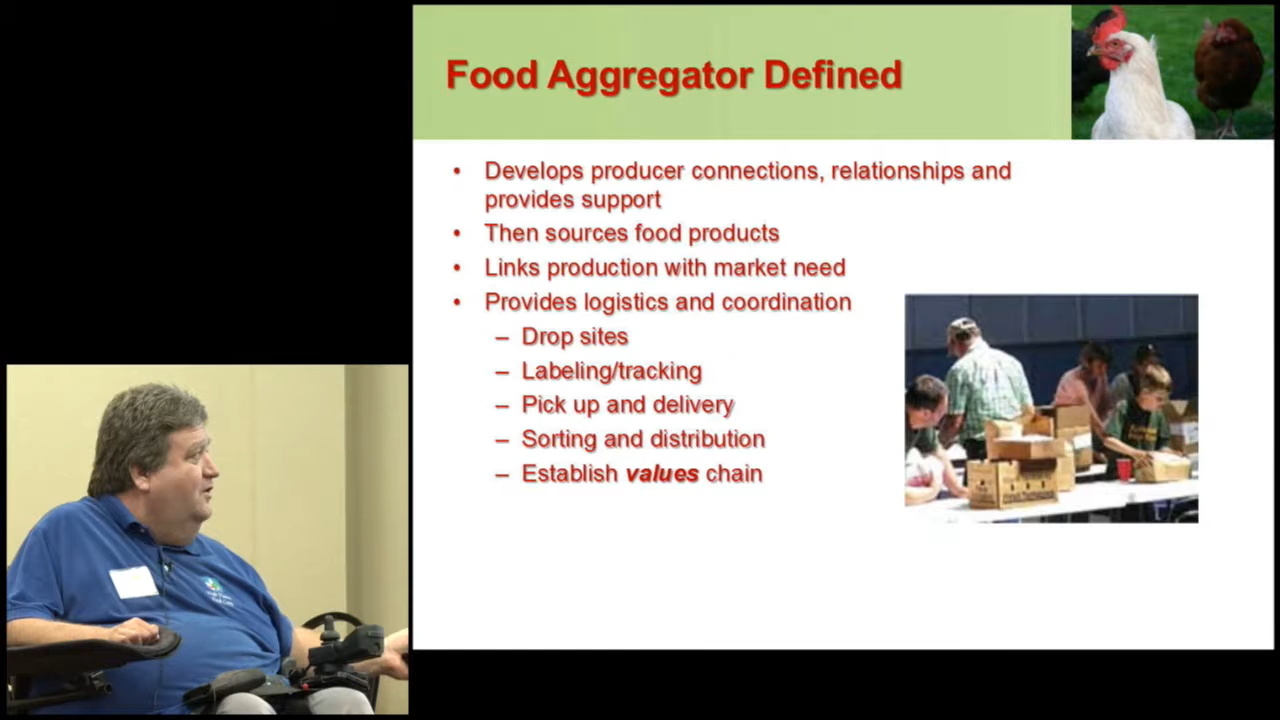 Food Aggregator Defined
• Develops producer connections, relationships and
provides support
• Then sources food products
• Links production with market need
• Provides logistics and coordination
– Drop sites
– Labeling/tracking
– Pick up and delivery
– Sorting and distribution
– Establish values chain